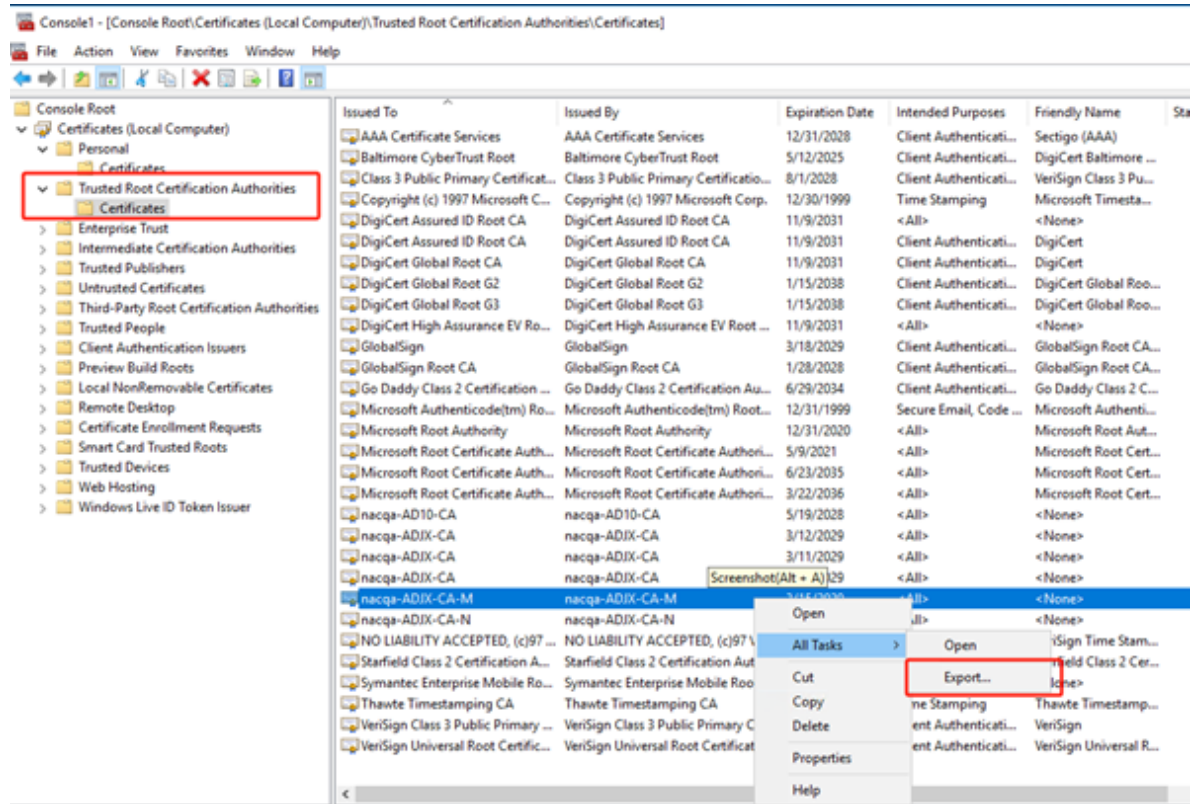 Console1 - [Console Root\Certificates (Local Computer)\Trusted Root Certification Authorities\Certificates]
File Action View Favorites Window Help
Console Root
Certificates (Local Computer)
Personal
Certificates
Trusted Root Certification Authorities
Certificates
Enterprise Trust
Intermediate Certification Authorities
Trusted Publishers
Untrusted Certificates
Third-Party Root Certification Authorities
Trusted People
Client Authentication Issuers
Preview Build Roots
Local NonRemovable Certificates
Remote Desktop
Certificate Enrollment Requests
Smart Card Trusted Roots
Trusted Devices
Web Hosting
Windows Live ID Token Issuer
Issued To Issued By Expiration Date Intended Purposes Friendly Name Sta
AAA Certificate Services AAA Certificate Services 12/31/2028 Client Authenticati... Sectigo (AAA)
Baltimore CyberTrust Root Baltimore CyberTrust Root 5/12/2025 Client Authenticati... DigiCert Baltimore ...
Class 3 Public Primary Certificat... Class 3 Public Primary Certificatio... 8/1/2028 Client Authenticati... VeriSign Class 3 Pu...
Copyright (c) 1997 Microsoft C... Copyright (c) 1997 Microsoft Corp. 12/30/1999 Time Stamping Microsoft Timesta...
DigiCert Assured ID Root CA DigiCert Assured ID Root CA 11/9/2031 <All> <None>
DigiCert Assured ID Root CA DigiCert Assured ID Root CA 11/9/2031 Client Authenticati... DigiCert
DigiCert Global Root CA DigiCert Global Root CA 11/9/2031 Client Authenticati... DigiCert
DigiCert Global Root G2 DigiCert Global Root G2 1/15/2038 Client Authenticati... DigiCert Global Roo...
DigiCert Global Root G3 DigiCert Global Root G3 1/15/2038 Client Authenticati... DigiCert Global Roo...
DigiCert High Assurance EV Ro... DigiCert High Assurance EV Root ... 11/9/2031 <All> <None>
GlobalSign GlobalSign 3/18/2029 Client Authenticati... GlobalSign Root CA...
GlobalSign Root CA GlobalSign Root CA 1/28/2028 Client Authenticati... GlobalSign Root CA...
Go Daddy Class 2 Certification ... Go Daddy Class 2 Certification Au... 6/29/2034 Client Authenticati... Go Daddy Class 2 C...
Microsoft Authenticode(tm) Ro... Microsoft Authenticode(tm) Root... 12/31/1999 Secure Email, Code ... Microsoft Authenti...
Microsoft Root Authority Microsoft Root Authority 12/31/2020 <All> Microsoft Root Aut...
Microsoft Root Certificate Auth... Microsoft Root Certificate Authori... 5/9/2021 <All> Microsoft Root Cert...
Microsoft Root Certificate Auth... Microsoft Root Certificate Authori... 6/23/2035 <All> Microsoft Root Cert...
Microsoft Root Certificate Auth... Microsoft Root Certificate Authori... 3/22/2036 <All> Microsoft Root Cert...
nacqa-AD10-CA nacqa-AD10-CA 5/19/2028 <All> <None>
nacqa-ADJX-CA nacqa-ADJX-CA 3/12/2029 <All> <None>
nacqa-ADJX-CA nacqa-ADJX-CA 3/11/2029 <All> <None>
nacqa-ADJX-CA nacqa-ADJX-CA Screenshot(Alt + A) 29 <All> <None>
nacqa-ADJX-CA-M nacqa-ADJX-CA-M <All> <None>
nacqa-ADJX-CA-N nacqa-ADJX-CA-N <None>
NO LIABILITY ACCEPTED, (c)97 ... NO LIABILITY ACCEPTED, (c)97 iSign Time Stam...
Starfield Class 2 Certification A... Starfield Class 2 Certification Aut field Class 2 Cer...
Symantec Enterprise Mobile Ro... Symantec Enterprise Mobile Roo
Thawte Timestamping CA Thawte Timestamping CA ne Stamping Thawte Timestamp...
VeriSign Class 3 Public Primary ... VeriSign Class 3 Public Primary C ent Authenticati... VeriSign
VeriSign Universal Root Certific... VeriSign Universal Root Certificat ent Authenticati... VeriSign Universal R...
Open
All Tasks
Cut
Copy
Delete
Properties
Help
Open
Export...